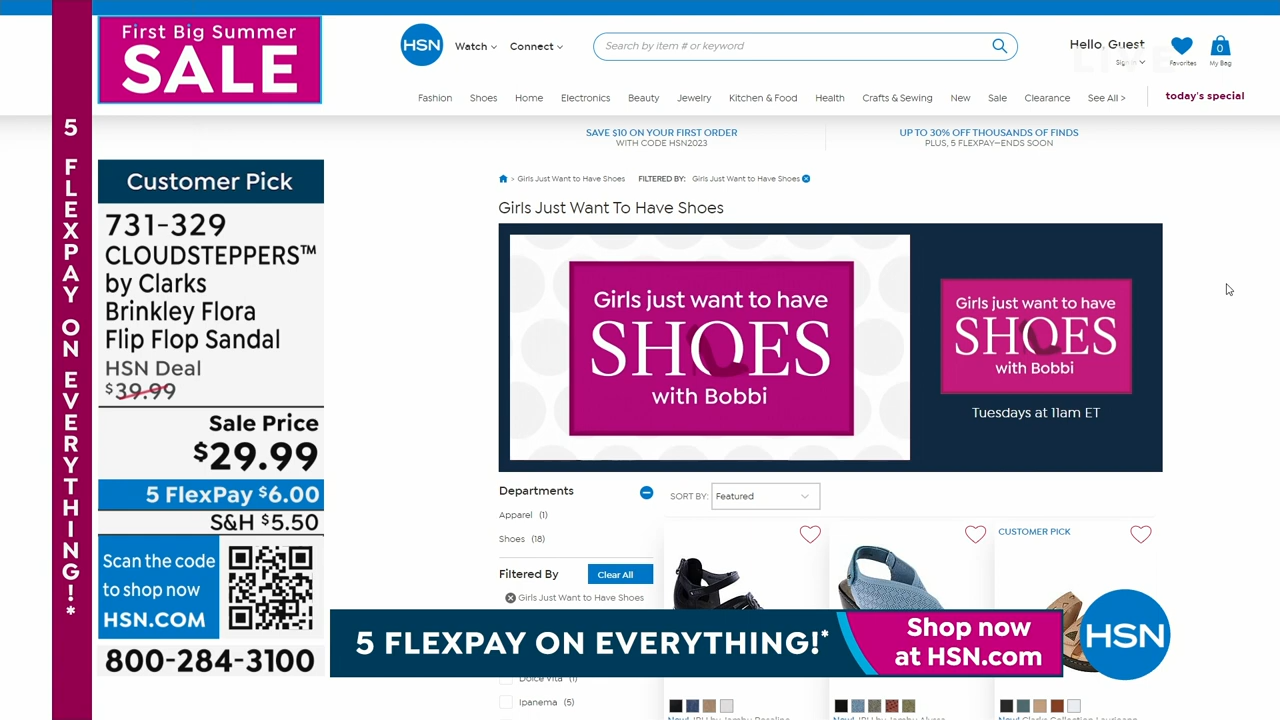 First Big Summer
SALE
5 FLEXPAY ON EVERYTHING!*
Customer Pick
731-329
CLOUDSTEPPERS™
by Clarks
Brinkley Flora
Flip Flop Sandal
HSN Deal
$39.99
Sale Price
$29.99
5 FlexPay $6.00
S&H $5.50
Scan the code
to shop now
HSN.COM
800-284-3100
HSN
Watch
Connect
Search by item # or keyword
Hello, Guest
Sign In
Favorites
0
My Bag
Fashion Shoes Home Electronics Beauty Jewelry Kitchen & Food Health Crafts & Sewing New Sale Clearance See All > today's special
SAVE $10 ON YOUR FIRST ORDER
WITH CODE HSN2023
UP TO 30% OFF THOUSANDS OF FINDS
PLUS, 5 FLEXPAY—ENDS SOON
> Girls Just Want to Have Shoes FILTERED BY: Girls Just Want to Have Shoes
Girls Just Want To Have Shoes
Girls just want to have
SHOES
with Bobbi
Girls just want to have
SHOES
with Bobbi
Tuesdays at 11am ET
Departments
Apparel (1)
Shoes (18)
Filtered By
Clear All
Girls Just Want to Have Shoes
Dolce Vita (1)
Ipanema (5)
SORT BY: Featured
CUSTOMER PICK
5 FLEXPAY ON EVERYTHING!*
Shop now
at HSN.com
HSN